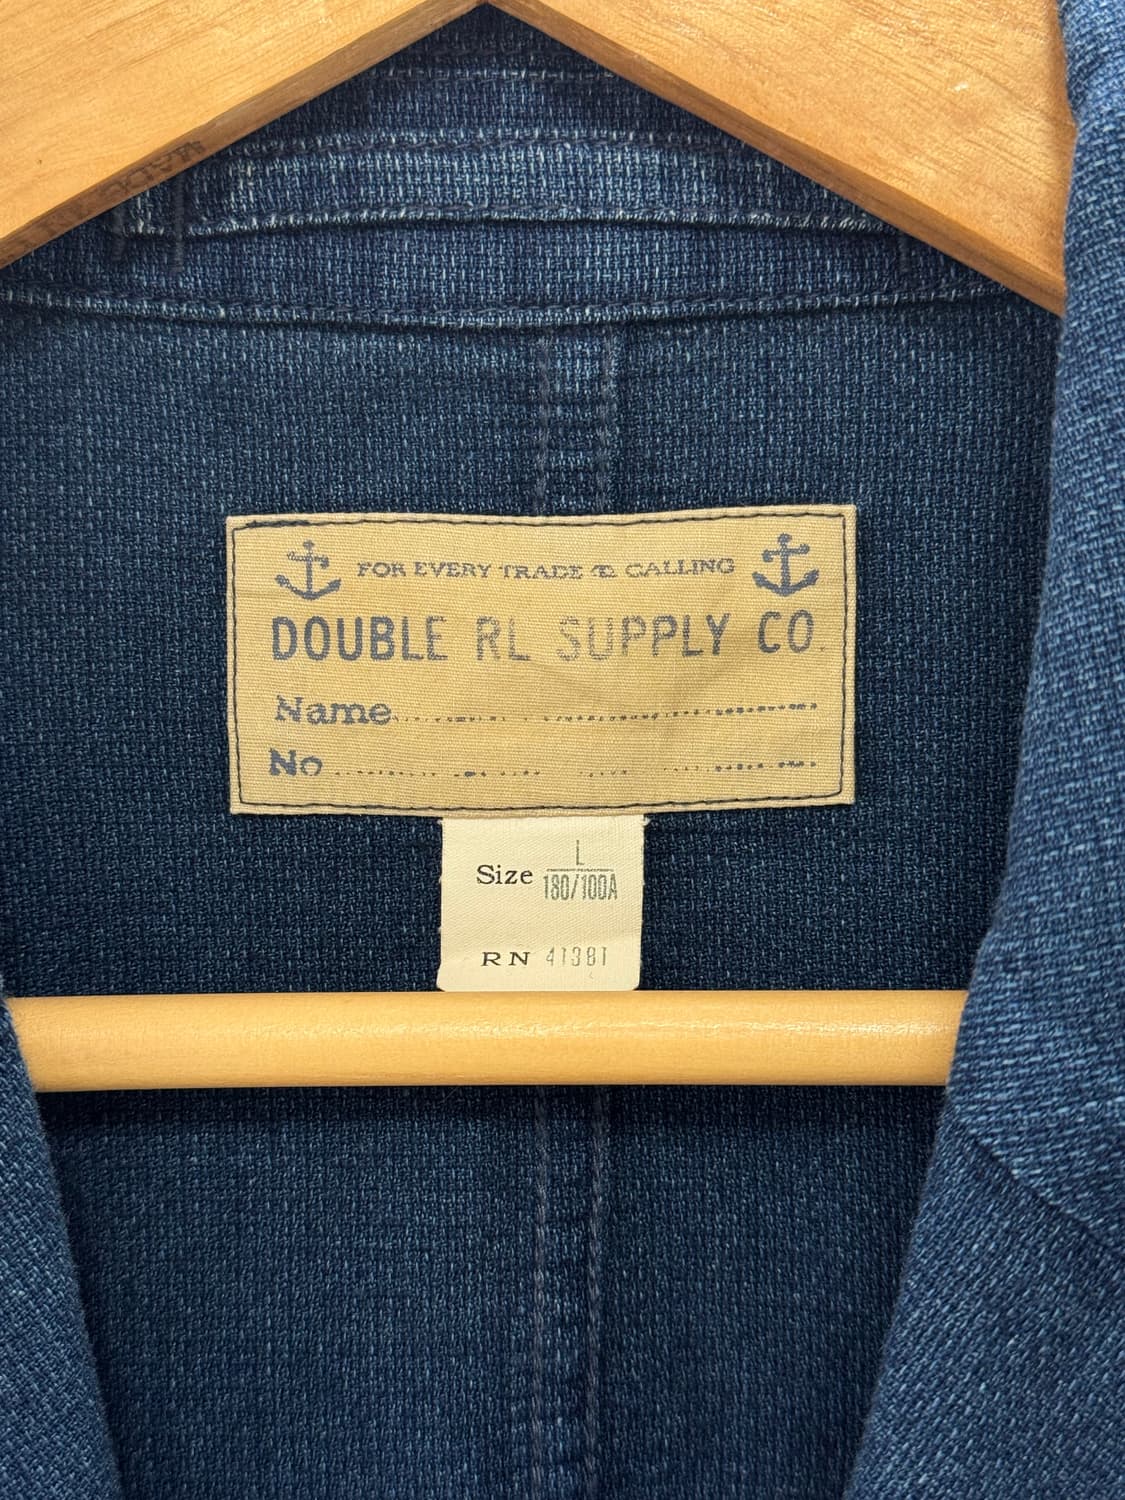 FOR EVERY TRADE & CALLING
DOUBLE RL SUPPLY CO.
Name
No
Size L
180/100A
RN 41381